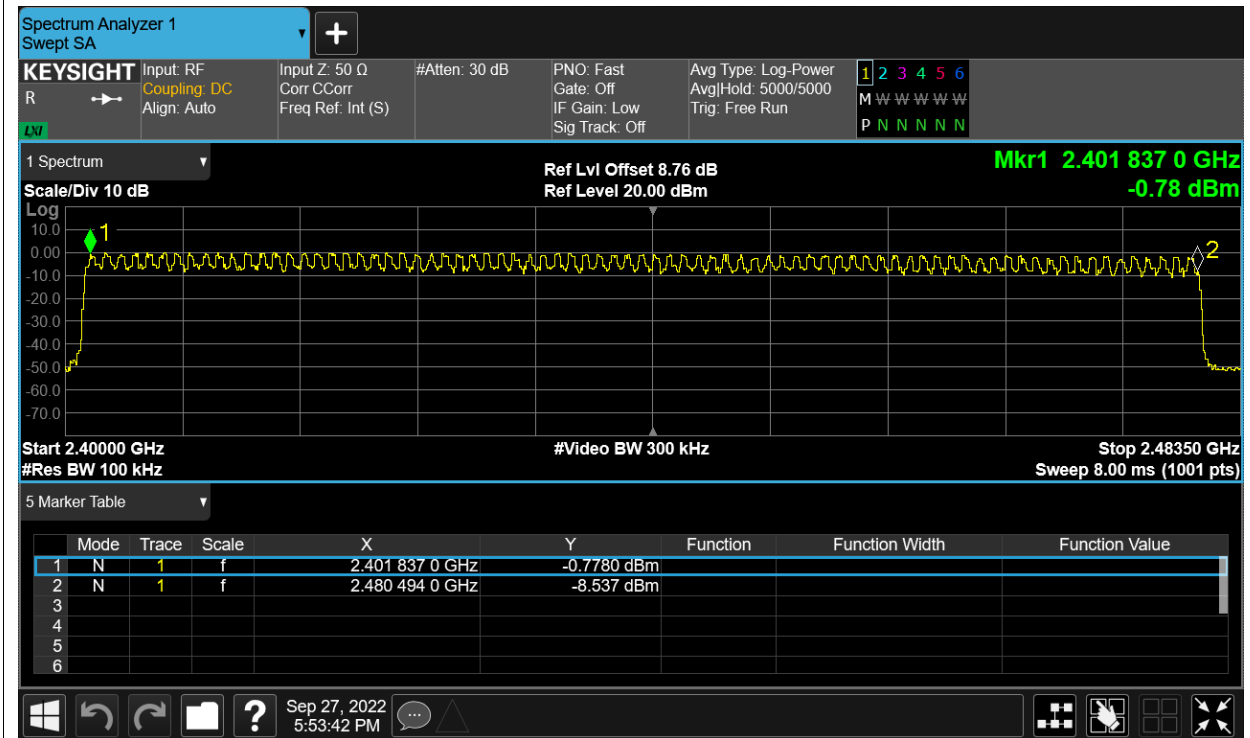 Spectrum Analyzer 1
Swept SA
+
KEYSIGHT
R
LXI
Input: RF
Coupling: DC
Align: Auto
Input Z: 50 Ω
Corr CCorr
Freq Ref: Int (S)
#Atten: 30 dB
PNO: Fast
Gate: Off
IF Gain: Low
Sig Track: Off
Avg Type: Log-Power
Avg|Hold: 5000/5000
Trig: Free Run
1 2 3 4 5 6
M W W W W W
P N N N N N
1 Spectrum
Scale/Div 10 dB
Ref Lvl Offset 8.76 dB
Ref Level 20.00 dBm
Mkr1 2.401 837 0 GHz
-0.78 dBm
Log
10.0
0.00
-10.0
-20.0
-30.0
-40.0
-50.0
-60.0
-70.0
1
2
Start 2.40000 GHz
#Res BW 100 kHz
#Video BW 300 kHz
Stop 2.48350 GHz
Sweep 8.00 ms (1001 pts)
5 Marker Table
Mode Trace Scale X Y Function Function Width Function Value
1 N 1 f 2.401 837 0 GHz -0.7780 dBm
2 N 1 f 2.480 494 0 GHz -8.537 dBm
3
4
5
6
?
Sep 27, 2022
5:53:42 PM